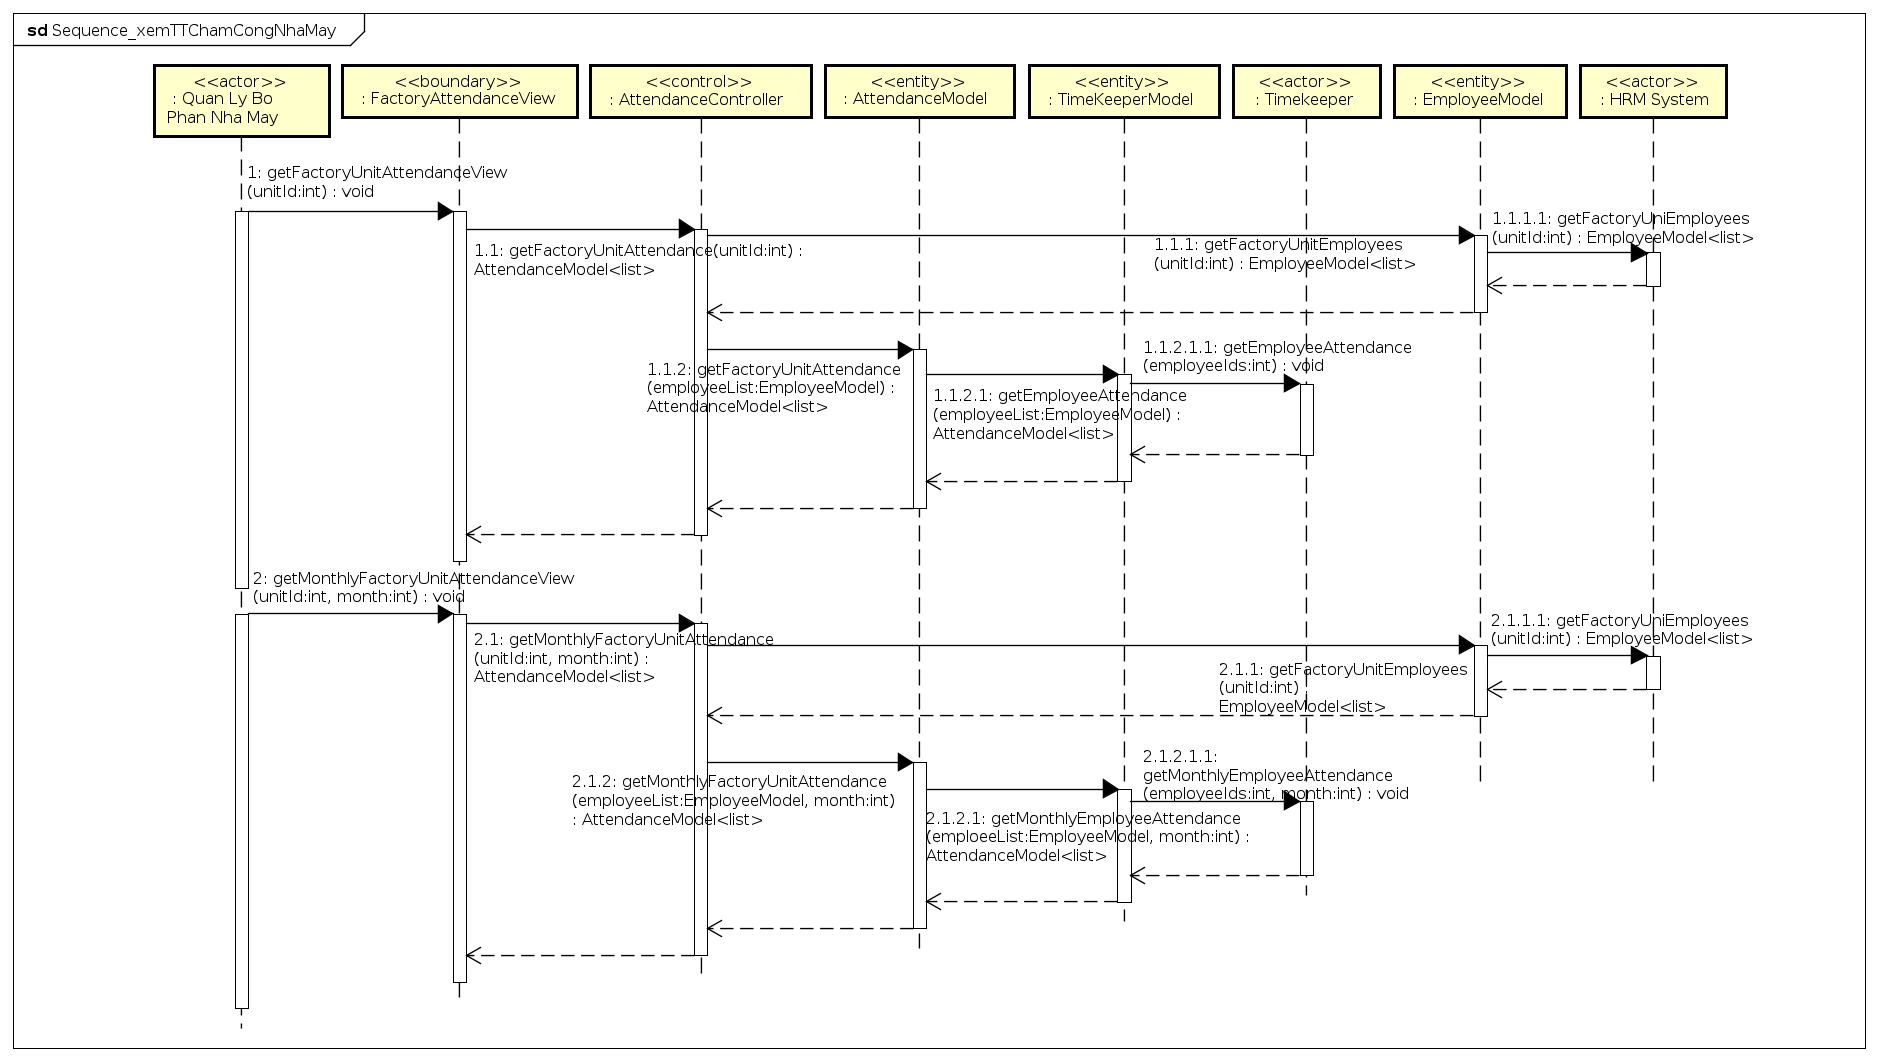 sd Sequence_xemTTChamCongNhaMay
<<actor>>
: Quan Ly Bo
Phan Nha May
<<boundary>>
: FactoryAttendanceView
<<control>>
: AttendanceController
<<entity>>
: AttendanceModel
<<entity>>
: TimeKeeperModel
<<actor>>
: Timekeeper
<<entity>>
: EmployeeModel
<<actor>>
: HRM System
1: getFactoryUnitAttendanceView
(unitId:int) : void
1.1: getFactoryUnitAttendance(unitId:int) :
AttendanceModel<list>
1.1.1: getFactoryUnitEmployees
(unitId:int) : EmployeeModel<list>
1.1.1.1: getFactoryUniEmployees
(unitId:int) : EmployeeModel<list>
1.1.2: getFactoryUnitAttendance
(employeeList:EmployeeModel) :
AttendanceModel<list>
1.1.2.1: getEmployeeAttendance
(employeeList:EmployeeModel) :
AttendanceModel<list>
1.1.2.1.1: getEmployeeAttendance
(employeeIds:int) : void
2: getMonthlyFactoryUnitAttendanceView
(unitId:int, month:int) : void
2.1: getMonthlyFactoryUnitAttendance
(unitId:int, month:int) :
AttendanceModel<list>
2.1.1: getFactoryUnitEmployees
(unitId:int) :
EmployeeModel<list>
2.1.1.1: getFactoryUniEmployees
(unitId:int) : EmployeeModel<list>
2.1.2: getMonthlyFactoryUnitAttendance
(employeeList:EmployeeModel, month:int)
: AttendanceModel<list>
2.1.2.1: getMonthlyEmployeeAttendance
(emploeeList:EmployeeModel, month:int) :
AttendanceModel<list>
2.1.2.1.1:
getMonthlyEmployeeAttendance
(employeeIds:int, month:int) : void